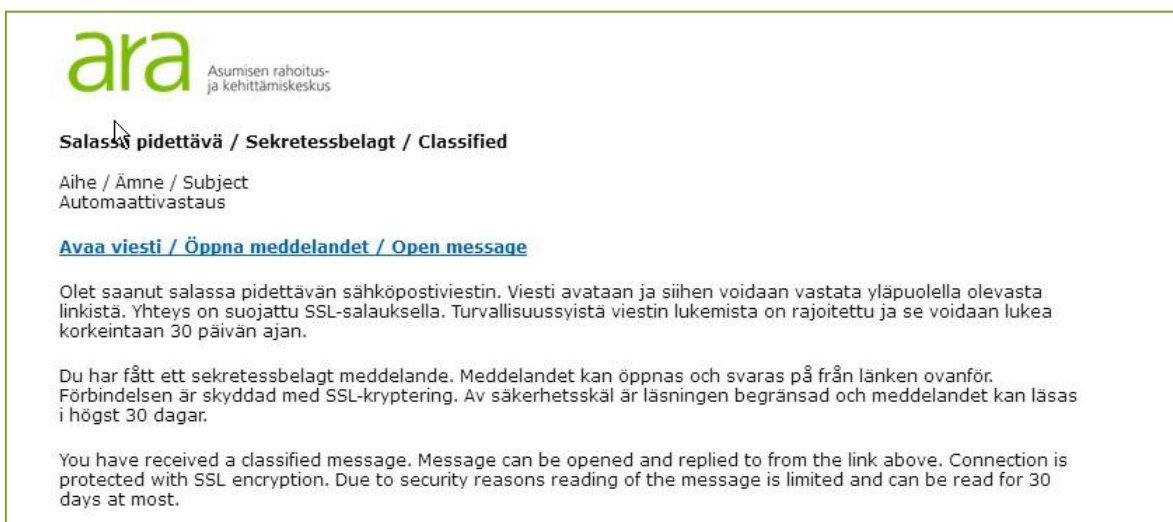 ara
Asumisen rahoitus-
ja kehittämiskeskus
Salassa pidettävä / Sekretessbelagt / Classified
Aihe / Ämne / Subject
Automaattivastaus
Avaa viesti / Öppna meddelandet / Open message
Olet saanut salassa pidettävän sähköpostiviestin. Viesti avataan ja siihen voidaan vastata yläpuolella olevasta
linkistä. Yhteys on suojattu SSL-salauksella. Turvallisuussyistä viestin lukemista on rajoitettu ja se voidaan lukea
korkeintaan 30 päivän ajan.
Du har fått ett sekretessbelagt meddelande. Meddelandet kan öppnas och svaras på från länken ovanför.
Förbindelsen är skyddad med SSL-kryptering. Av säkerhetsskäl är läsningen begränsad och meddelandet kan läsas
i högst 30 dagar.
You have received a classified message. Message can be opened and replied to from the link above. Connection is
protected with SSL encryption. Due to security reasons reading of the message is limited and can be read for 30
days at most.